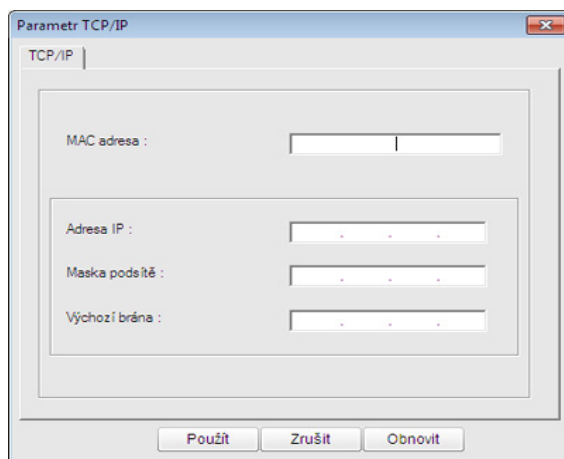 Parametr TCP/IP
TCP/IP
MAC adresa :
Adresa IP :
Maska podsítě :
Výchozí brána :
Použít Zrušit Obnovit